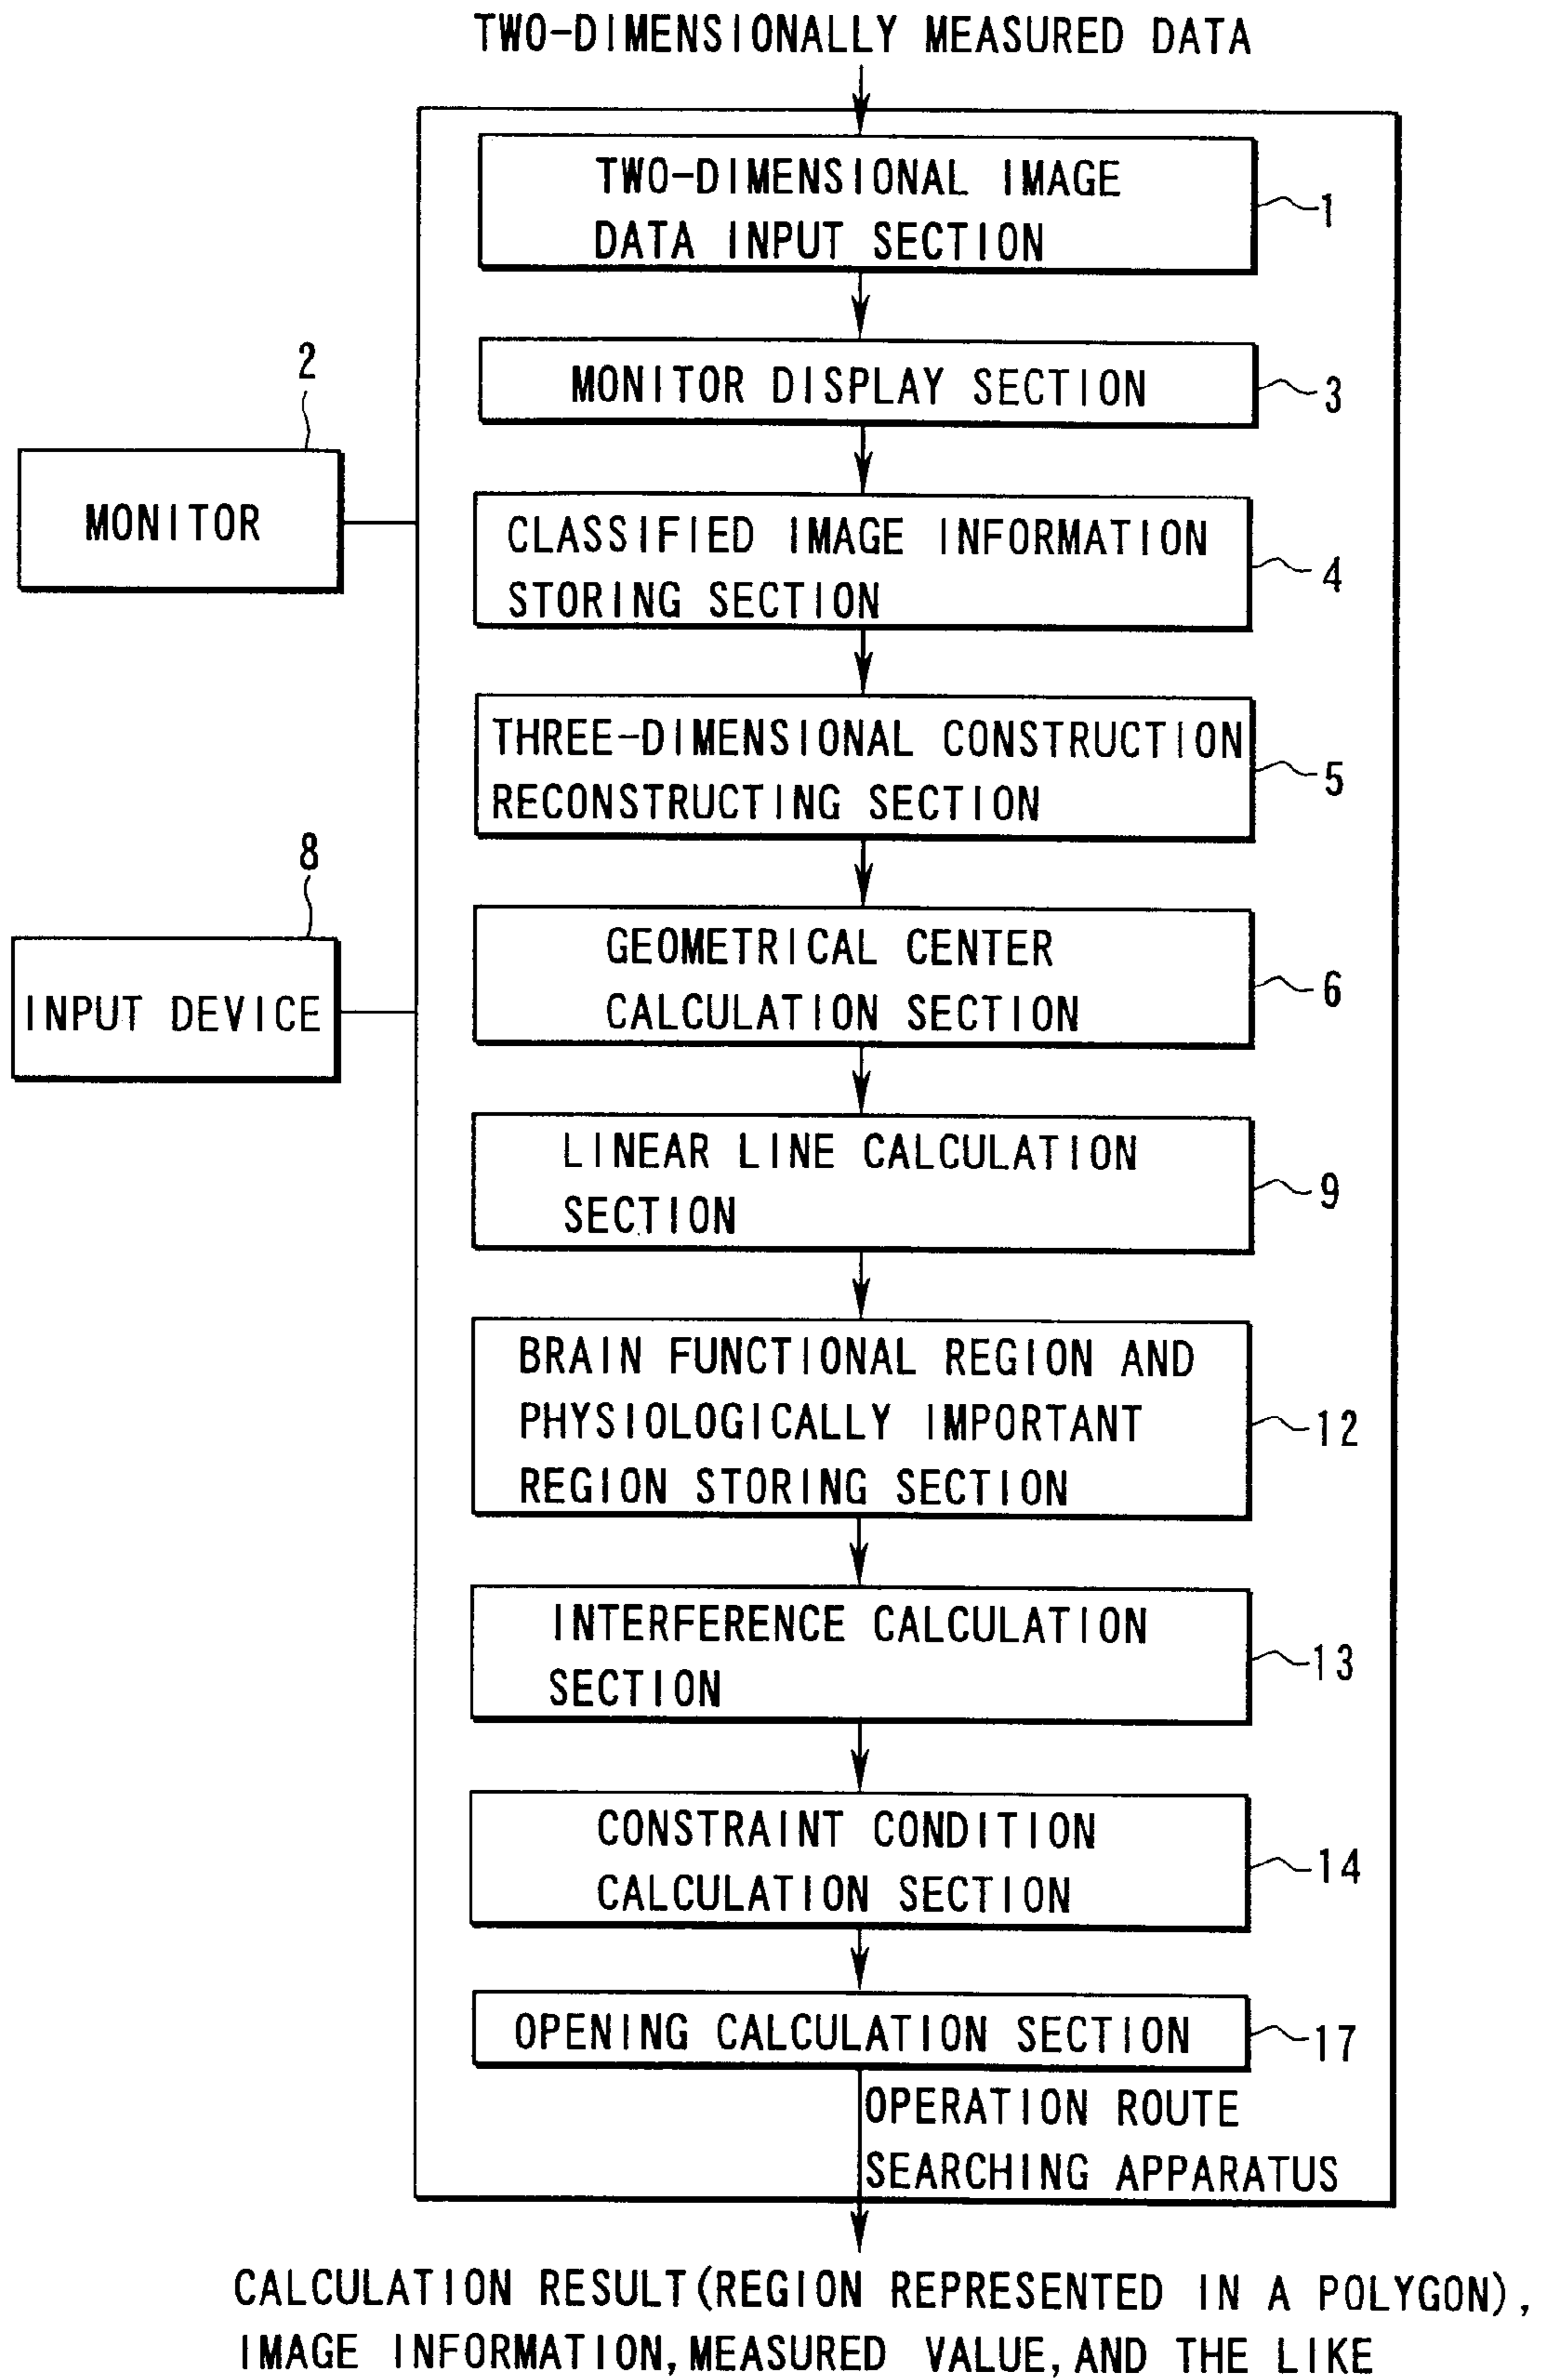 TWO-DIMENSIONALLY MEASURED DATA
TWO-DIMENSIONAL IMAGE
DATA INPUT SECTION
1
MONITOR DISPLAY SECTION
3
2
MONITOR
CLASSIFIED IMAGE INFORMATION
STORING SECTION
4
THREE-DIMENSIONAL CONSTRUCTION
RECONSTRUCTING SECTION
5
8
INPUT DEVICE
GEOMETRICAL CENTER
CALCULATION SECTION
6
LINEAR LINE CALCULATION
SECTION
9
BRAIN FUNCTIONAL REGION AND
PHYSIOLOGICALLY IMPORTANT
REGION STORING SECTION
12
INTERFERENCE CALCULATION
SECTION
13
CONSTRAINT CONDITION
CALCULATION SECTION
14
OPENING CALCULATION SECTION
17
OPERATION ROUTE
SEARCHING APPARATUS
CALCULATION RESULT(REGION REPRESENTED IN A POLYGON),
IMAGE INFORMATION, MEASURED VALUE, AND THE LIKE